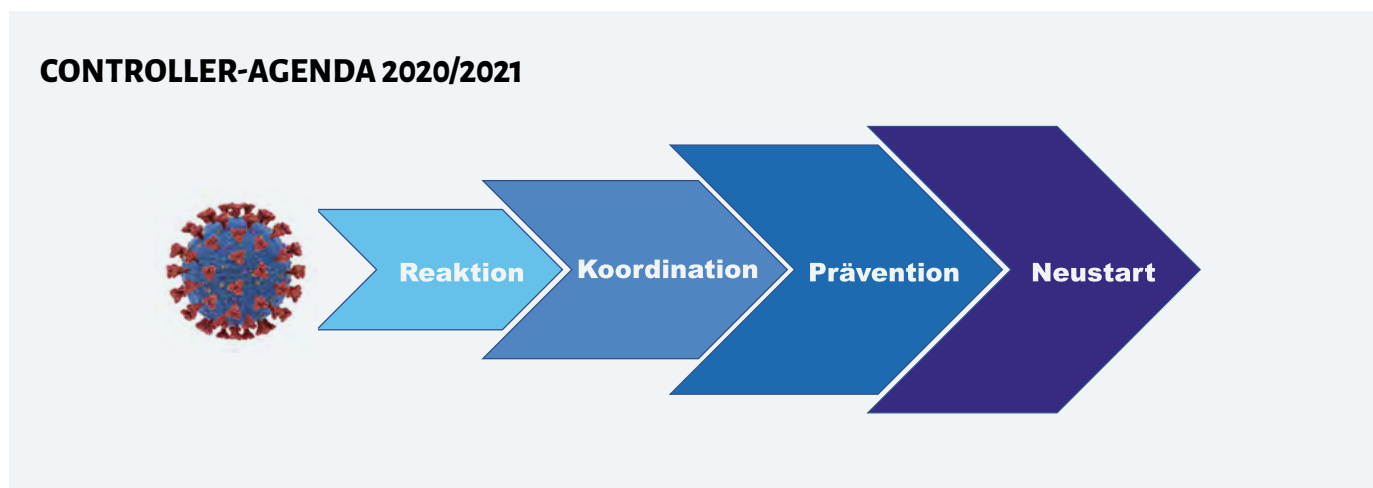 CONTROLLER-AGENDA 2020/2021
Reaktion
Koordination
Prävention
Neustart